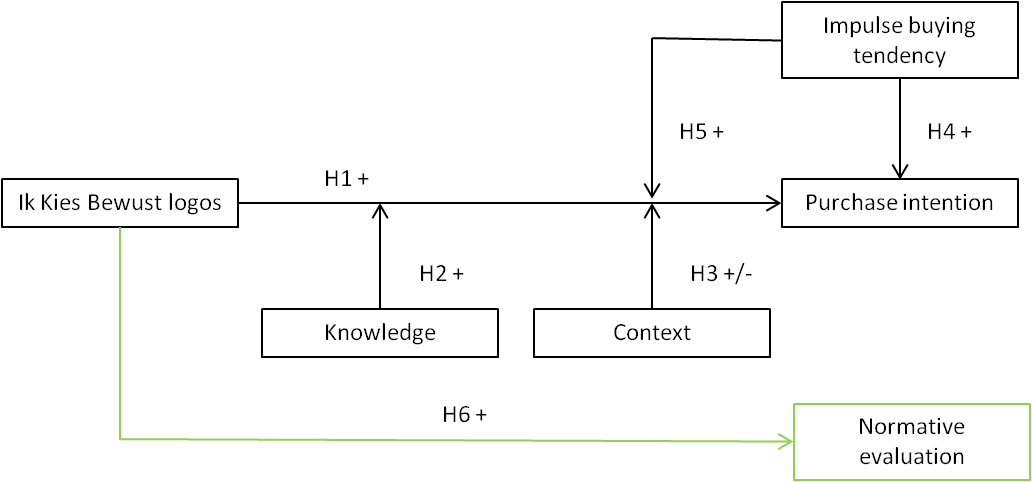 Impulse buying
tendency
H5 +
H4 +
H1 +
Ik Kies Bewust logos
Purchase intention
H2 +
H3 +/-
Knowledge
Context
H6 +
Normative
evaluation